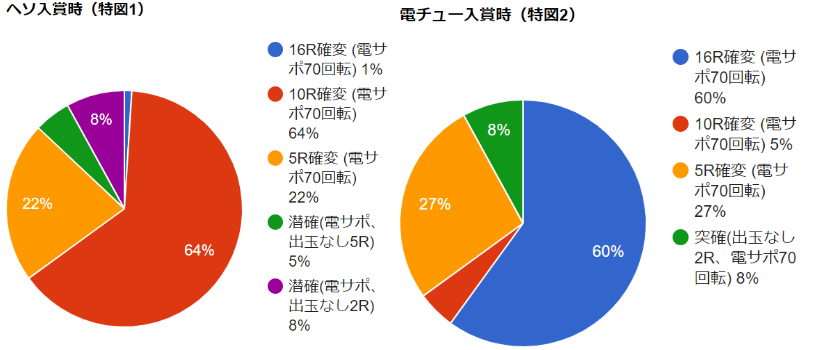 ヘソ入賞時（特図1）
16R確変 (電サ
ポ70回転) 1%
10R確変 (電サ
ポ70回転)
64%
5R確変 (電サ
ポ70回転)
22%
潜確(電サポ、
出玉なし5R)
5%
潜確(電サポ、
出玉なし2R)
8%
8%
22%
64%
電チュー入賞時（特図2）
16R確変 (電サ
ポ70回転)
60%
10R確変 (電サ
ポ70回転) 5%
5R確変 (電サ
ポ70回転)
27%
突確(出玉なし
2R、電サポ70
回転) 8%
8%
27%
60%